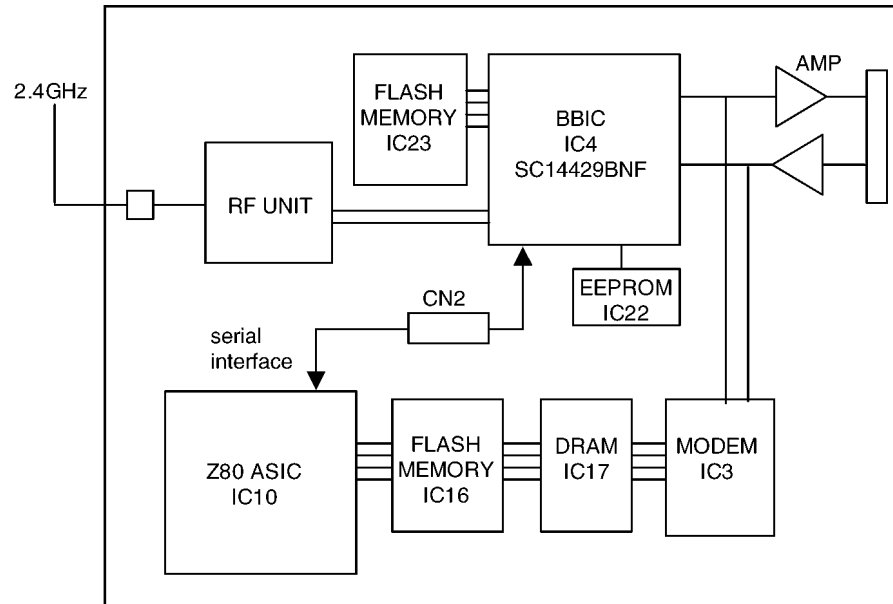 AMP
2.4GHz
FLASH
MEMORY
IC23
BBIC
IC4
SC14429BNF
RF UNIT
EEPROM
IC22
CN2
serial
interface
Z80 ASIC
IC10
FLASH
MEMORY
IC16
DRAM
IC17
MODEM
IC3